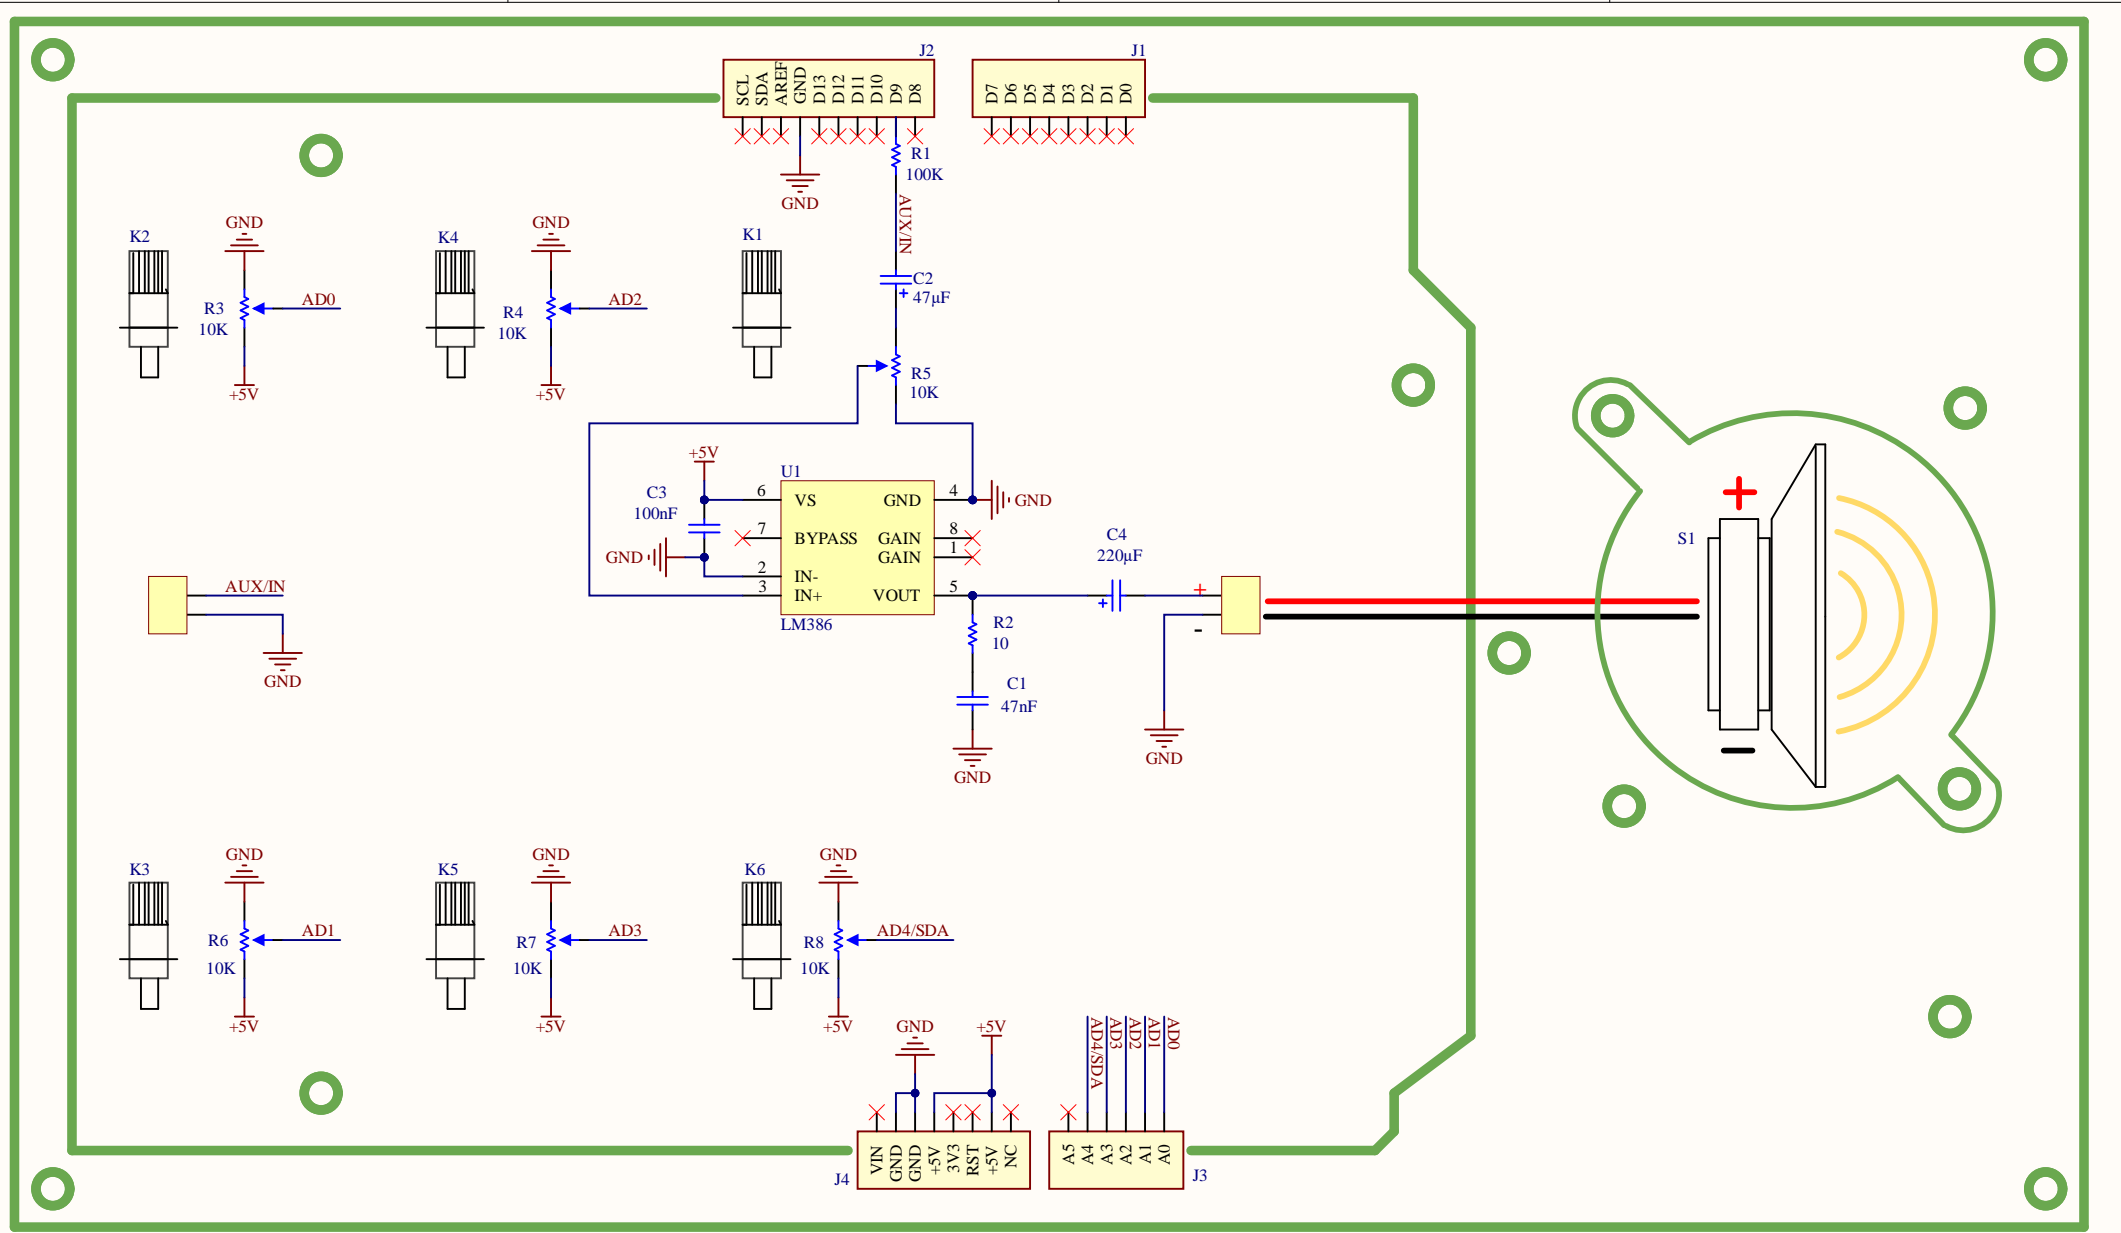 J2
J1
SCL
SDA
AREF
GND
D13
D12
D11
D10
D9
D8
D7
D6
D5
D4
D3
D2
D1
D0
R1
100K
GND
AUX/IN
K2
GND
R3
10K
AD0
+5V
K4
GND
R4
10K
AD2
+5V
K1
C2
+
47µF
R5
10K
+5V
C3
100nF
GND
U1
6
VS
7
BYPASS
2
IN-
3
IN+
GND
4
GAIN
8
GAIN
1
VOUT
5
LM386
GND
C4
220µF
+
R2
10
C1
47nF
GND
+
-
GND
AUX/IN
GND
S1
+
-
K3
GND
R6
10K
AD1
+5V
K5
GND
R7
10K
AD3
+5V
K6
GND
R8
10K
AD4/SDA
+5V
GND
+5V
AD4/SDA
AD3
AD2
AD1
AD0
J4
VIN
GND
GND
+5V
3V3
RST
+5V
NC
A5
A4
A3
A2
A1
A0
J3